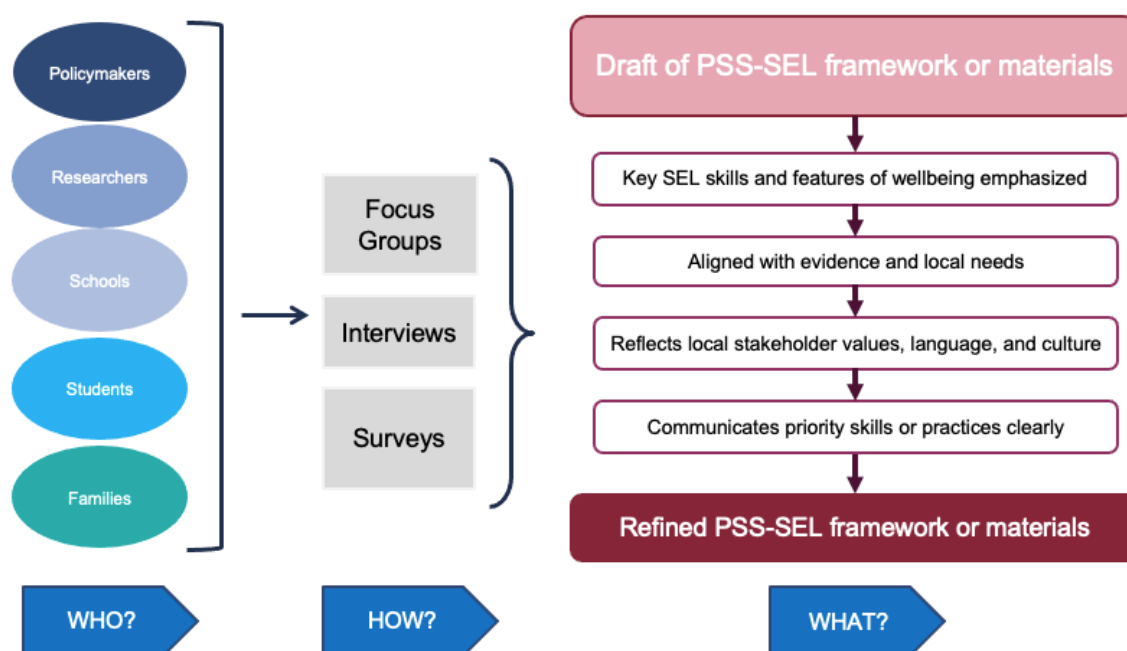 Policymakers
Researchers
Schools
Students
Families
WHO?
Focus
Groups
Interviews
Surveys
HOW?
Draft of PSS-SEL framework or materials
Key SEL skills and features of wellbeing emphasized
Aligned with evidence and local needs
Reflects local stakeholder values, language, and culture
Communicates priority skills or practices clearly
Refined PSS-SEL framework or materials
WHAT?